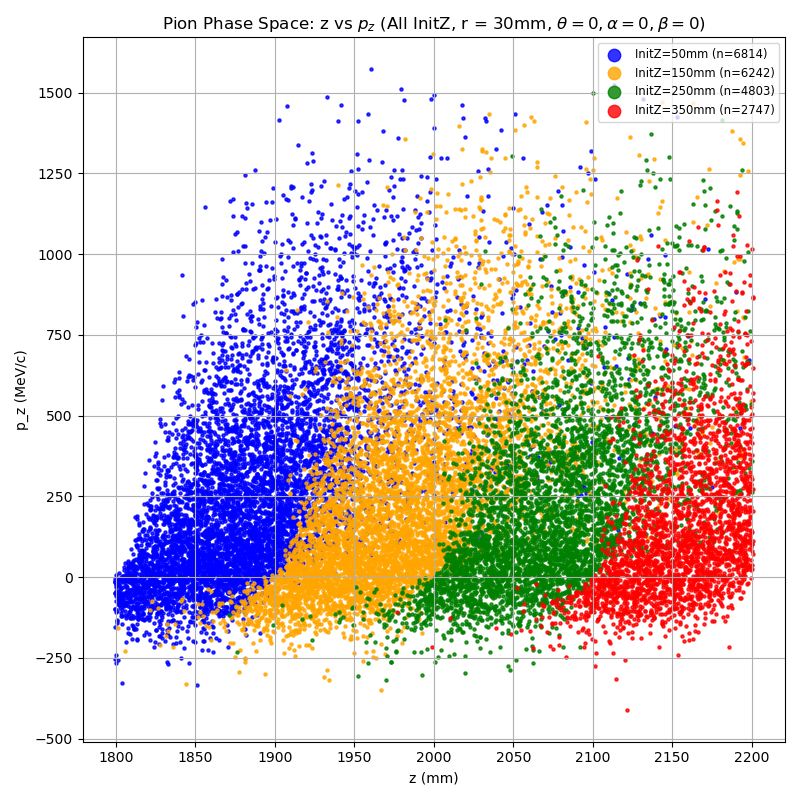 Pion Phase Space: z vs p_z (All InitZ, r = 30mm, θ = 0, α = 0, β = 0)
InitZ=50mm (n=6814)
InitZ=150mm (n=6242)
InitZ=250mm (n=4803)
InitZ=350mm (n=2747)
p_z (MeV/c)
1500
1250
1000
750
500
250
0
−250
−500
1800 1850 1900 1950 2000 2050 2100 2150 2200
z (mm)